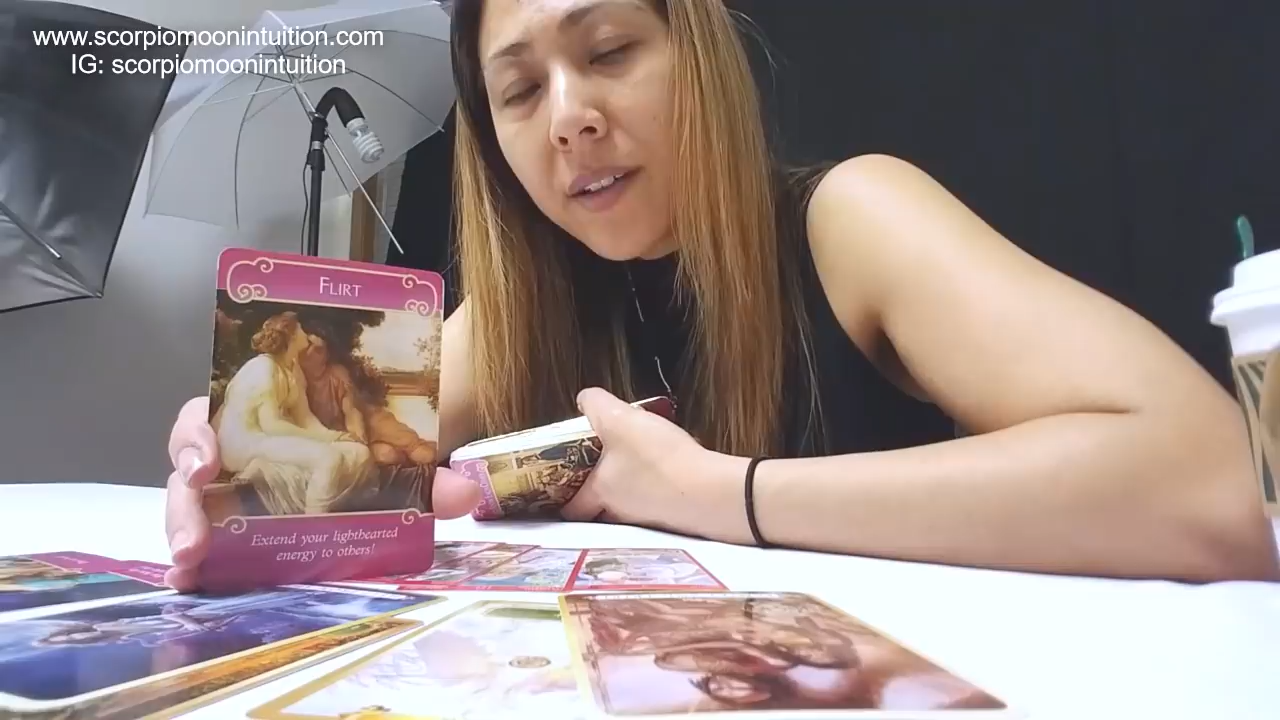 www.scorpiomoonintuition.com
IG: scorpiomoonintuition
FLIRT
Extend your lighthearted
energy to others!